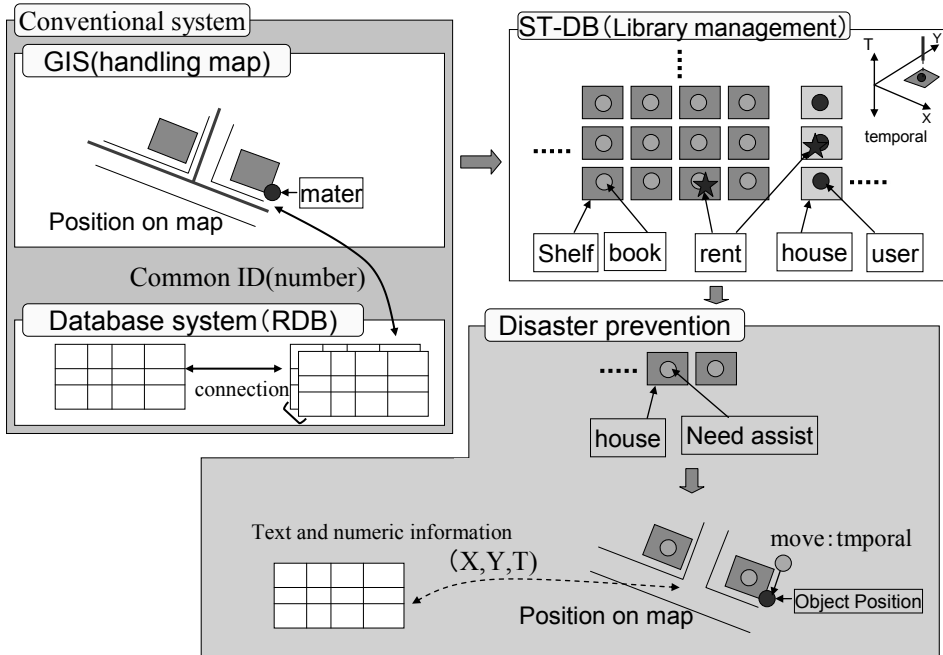 Conventional system
GIS(handling map)
mater
Position on map
Common ID(number)
Database system(RDB)
connection
ST-DB(Library management)
T
Y
X
temporal
Shelf
book
rent
house
user
Disaster prevention
house
Need assist
Text and numeric information
(X,Y,T)
move:tmporal
Object Position
Position on map